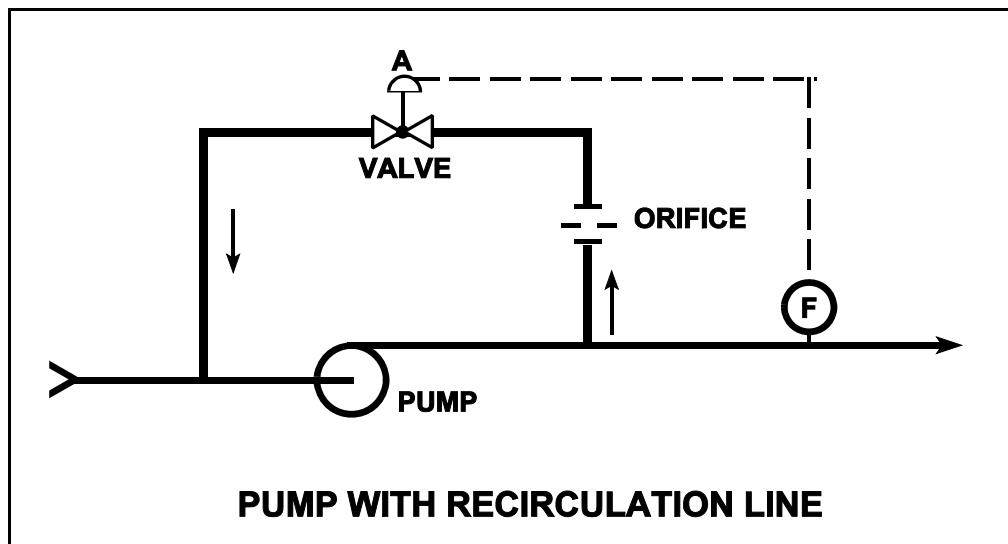 A
VALVE
ORIFICE
F
PUMP
PUMP WITH RECIRCULATION LINE